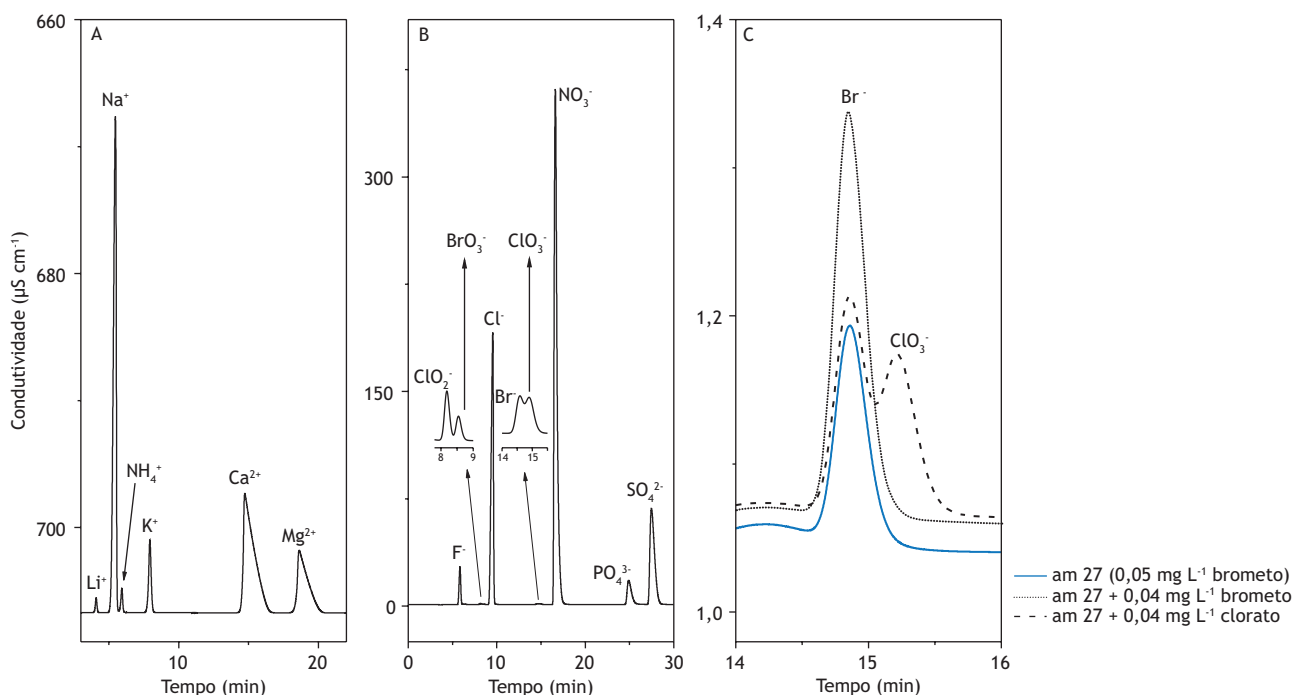 Condutividade (µS cm⁻¹)
660
680
700
A
Na⁺
NH₄⁺
Li⁺
K⁺
Ca²⁺
Mg²⁺
10
20
Tempo (min)
B
300
150
0
NO₃⁻
BrO₃⁻
ClO₃⁻
Cl⁻
ClO₂⁻
Br⁻
8
9
14
15
F⁻
PO₄³⁻
SO₄²⁻
0
10
20
30
Tempo (min)
C
1,4
1,2
1,0
Br⁻
ClO₃⁻
14
15
16
Tempo (min)
am 27 (0,05 mg L⁻¹ brometo)
am 27 + 0,04 mg L⁻¹ brometo
am 27 + 0,04 mg L⁻¹ clorato